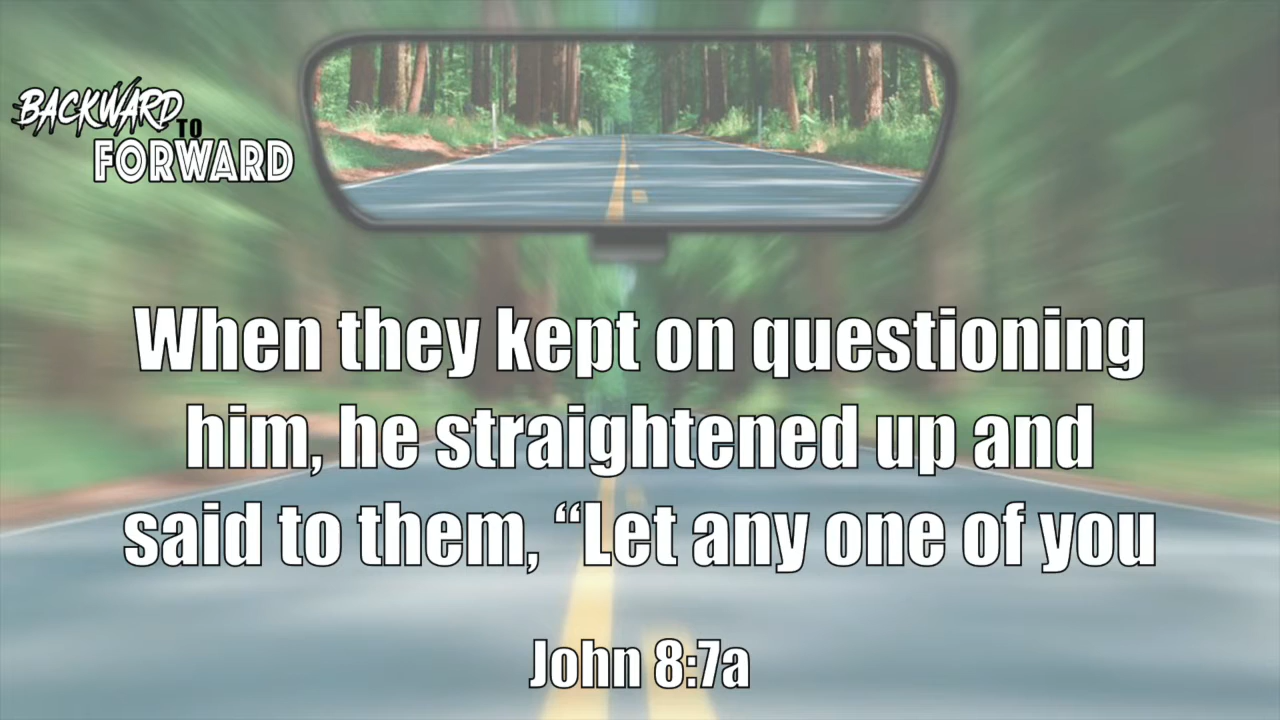 BACKWARD
TO
FORWARD
When they kept on questioning
him, he straightened up and
said to them, “Let any one of you
John 8:7a